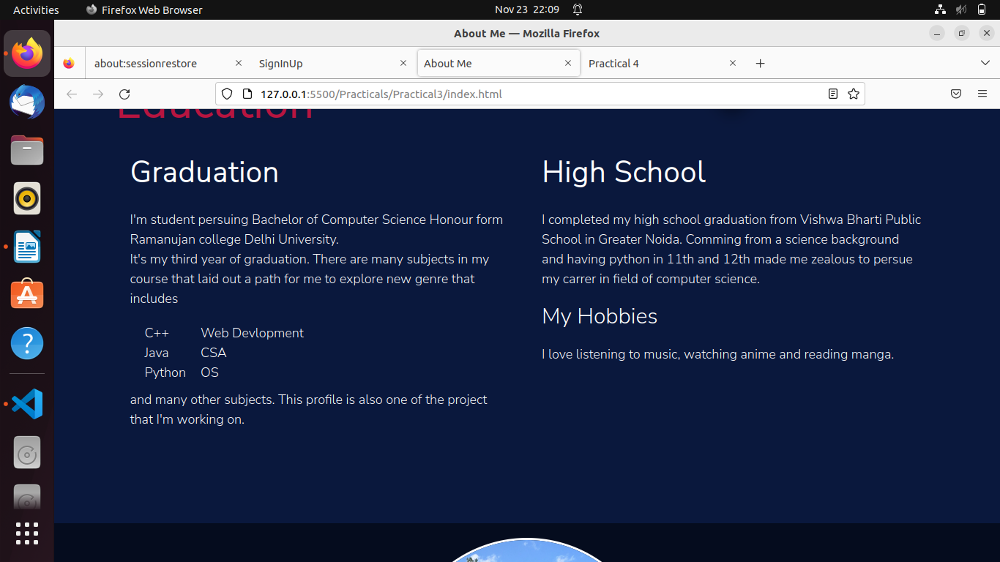 Activities
Firefox Web Browser
Nov 23 22:09
About Me — Mozilla Firefox
about:sessionrestore
SignInUp
About Me
Practical 4
127.0.0.1:5500/Practicals/Practical3/index.html
Education
Graduation
I'm student persuing Bachelor of Computer Science Honour form
Ramanujan college Delhi University.
It's my third year of graduation. There are many subjects in my
course that laid out a path for me to explore new genre that
includes
C++ Web Devlopment
Java CSA
Python OS
and many other subjects. This profile is also one of the project
that I'm working on.
High School
I completed my high school graduation from Vishwa Bharti Public
School in Greater Noida. Comming from a science background
and having python in 11th and 12th made me zealous to persue
my carrer in field of computer science.
My Hobbies
I love listening to music, watching anime and reading manga.